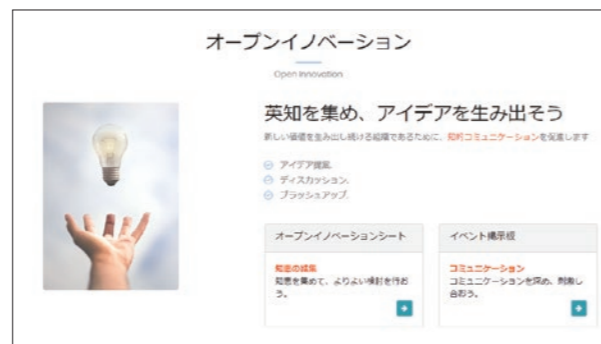 オープンイノベーション
Open Innovation
英知を集め、アイデアを生み出そう
新しい価値を生み出し続ける組織であるために、知的コミュニケーションを促進します
アイデア提案.
ディスカッション.
ブラッシュアップ.
オープンイノベーションシート
知恵の結集
知恵を集めて、よりよい検討を行お
う。
イベント掲示板
コミュニケーション
コミュニケーションを深め、刺激し
合おう。